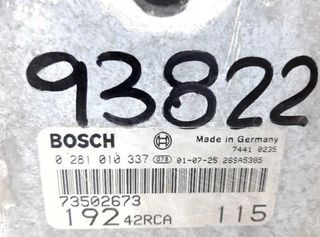 93822
BOSCH Made in Germany
7441 0235
0 281 010 337 078 01-07-25 28SA5385
73502673
192 42RCA 115